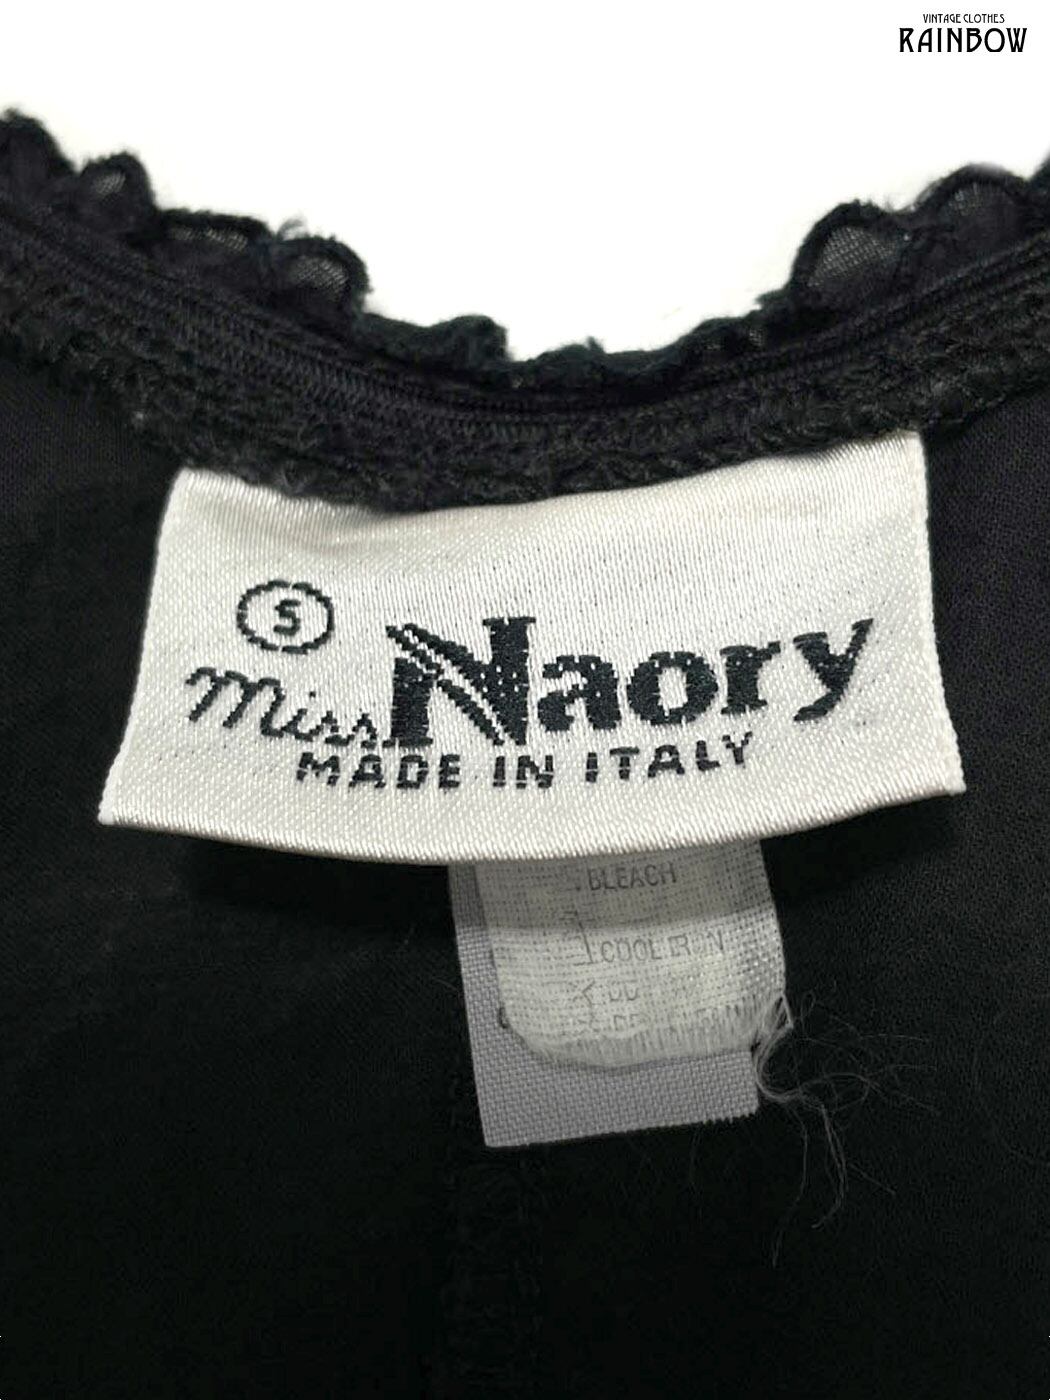 VINTAGE CLOTHES
RAINBOW
S
Miss Naory
MADE IN ITALY
BLEACH
COOL IRON